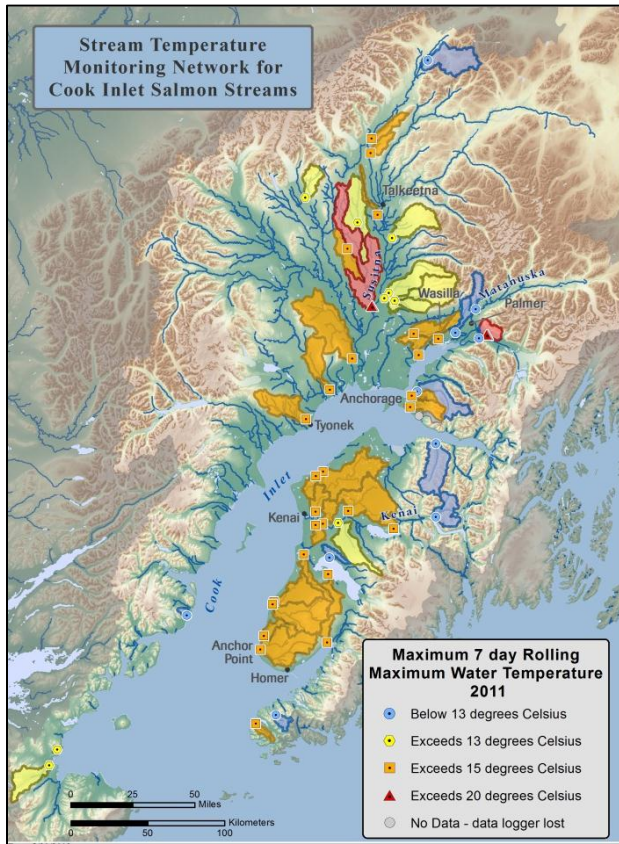 Stream Temperature
Monitoring Network for
Cook Inlet Salmon Streams
Talkeetna
Susitna
Wasilla
Matanuska
Palmer
Anchorage
Tyonek
Inlet
Kenai
Kenai
Cook
Anchor
Point
Homer
Maximum 7 day Rolling
Maximum Water Temperature
2011
Below 13 degrees Celsius
Exceeds 13 degrees Celsius
Exceeds 15 degrees Celsius
Exceeds 20 degrees Celsius
No Data - data logger lost
0 25 50
Miles
0 50 100
Kilometers